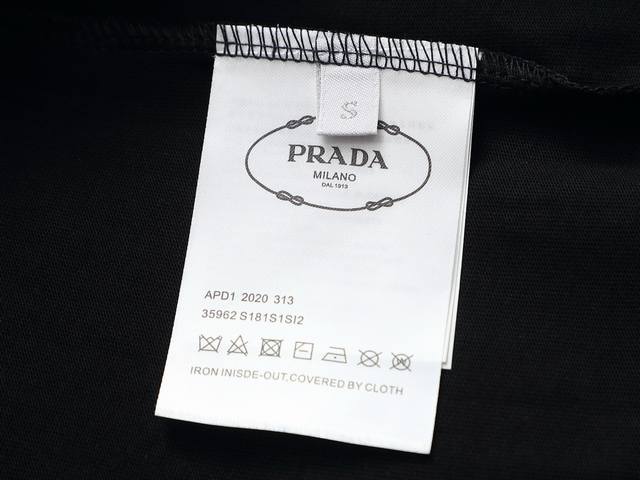 S
PRADA
MILANO
DAL 1913
APD1 2020 313
35962 S181S1SI2
IRON INISDE-OUT,COVERED BY CLOTH